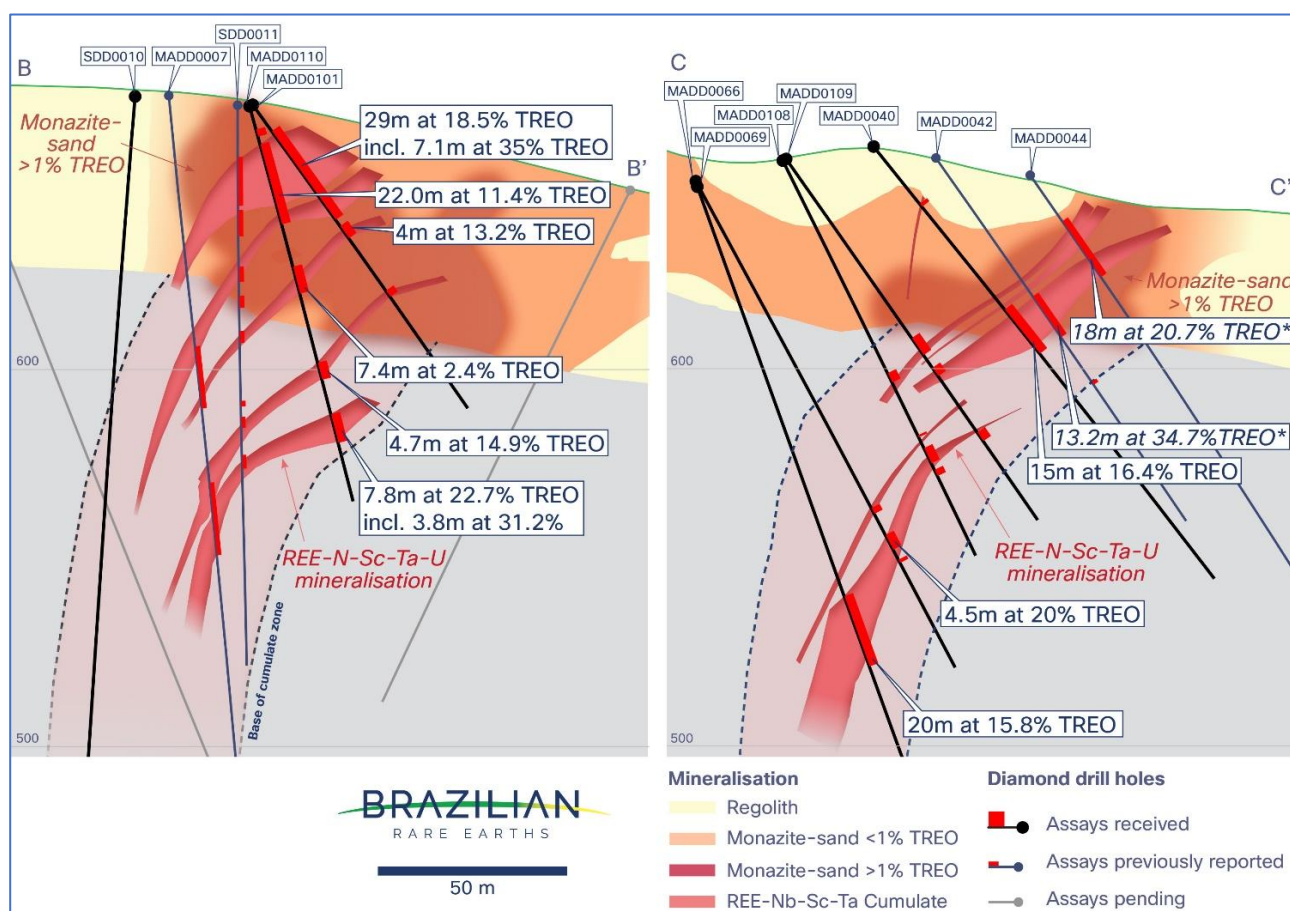 B
SDD0010
MADD0007
SDD0011
MADD0110
MADD0101
Monazite-
sand
>1% TREO
29m at 18.5% TREO
incl. 7.1m at 35% TREO
22.0m at 11.4% TREO
4m at 13.2% TREO
B'
600
7.4m at 2.4% TREO
4.7m at 14.9% TREO
7.8m at 22.7% TREO
incl. 3.8m at 31.2%
REE-N-Sc-Ta-U
mineralisation
Base of cumulate zone
500
C
MADD0066
MADD0069
MADD0108
MADD0109
MADD0040
MADD0042
MADD0044
C'
Monazite-sand
>1% TREO
18m at 20.7% TREO*
600
13.2m at 34.7%TREO*
15m at 16.4% TREO
REE-N-Sc-Ta-U
mineralisation
4.5m at 20% TREO
20m at 15.8% TREO
500
BRAZILIAN
RARE EARTHS
50 m
Mineralisation
Regolith
Monazite-sand <1% TREO
Monazite-sand >1% TREO
REE-Nb-Sc-Ta Cumulate
Diamond drill holes
Assays received
Assays previously reported
Assays pending